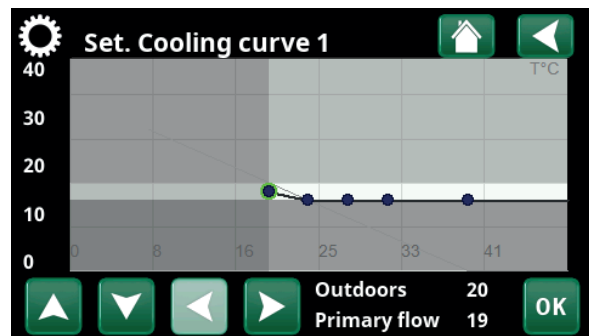 Set. Cooling curve 1
40
T°C
30
20
10
0
0 8 16 25 33 41
Outdoors 20
Primary flow 19
OK